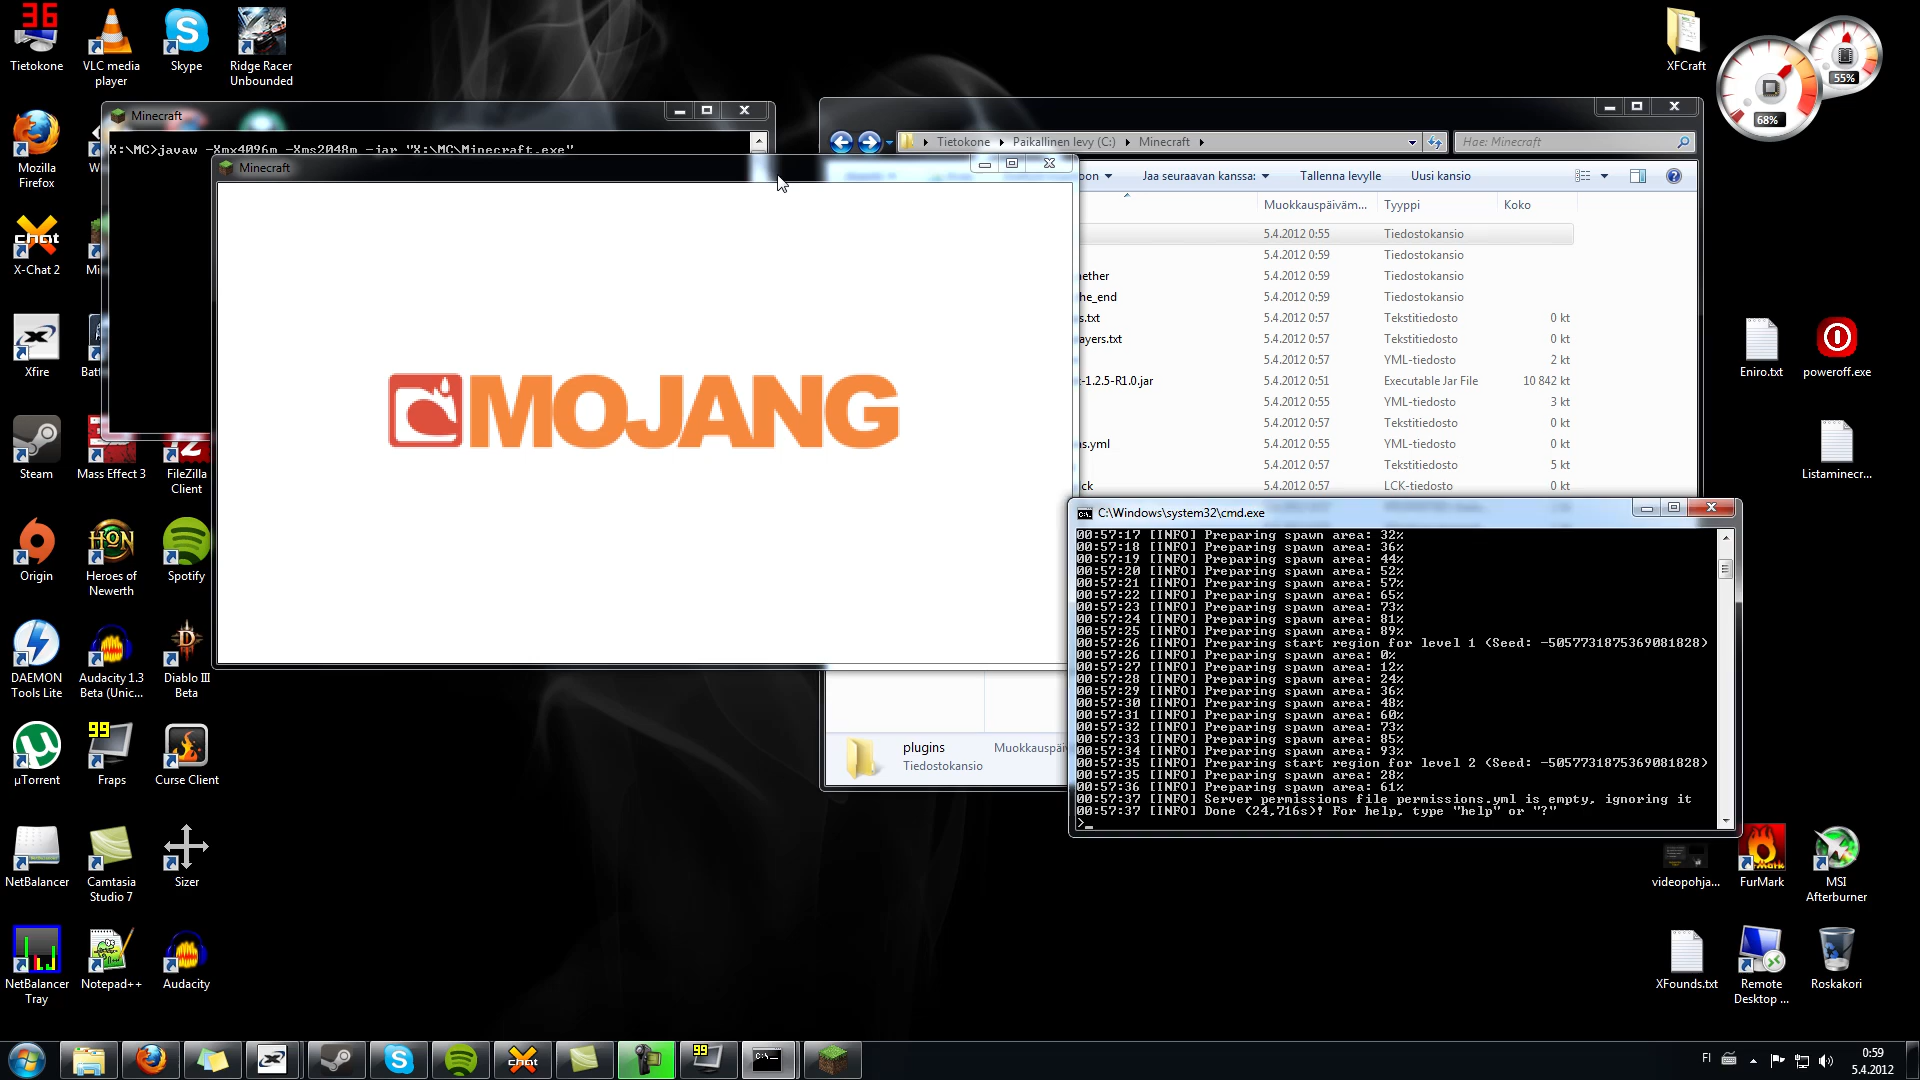 36
Tietokone
VLC media
player
Skype
Ridge Racer
Unbounded
XFCraft
68%
55%
Mozilla
Firefox
W
X-Chat 2
Mi
Xfire
Bat
Steam
Mass Effect 3
FileZilla
Client
Origin
Heroes of
Newerth
Spotify
DAEMON
Tools Lite
Audacity 1.3
Beta (Unic...
Diablo III
Beta
µTorrent
99
Fraps
Curse Client
NetBalancer
Camtasia
Studio 7
Sizer
NetBalancer
Tray
Notepad++
Audacity
Minecraft
X:\MC>javaw -Xmx4096m -Xms2048m -jar "X:\MC\Minecraft.exe"
Minecraft
MOJANG
Tietokone
Paikallinen levy (C:)
Minecraft
Hae: Minecraft
oon
Jaa seuraavan kanssa:
Tallenna levylle
Uusi kansio
Muokkauspäiväm...
Tyyppi
Koko
5.4.2012 0:55 Tiedostokansio
5.4.2012 0:59 Tiedostokansio
nether 5.4.2012 0:59 Tiedostokansio
he_end 5.4.2012 0:59 Tiedostokansio
s.txt 5.4.2012 0:57 Tekstitiedosto 0 kt
ayers.txt 5.4.2012 0:57 Tekstitiedosto 0 kt
5.4.2012 0:57 YML-tiedosto 2 kt
-1.2.5-R1.0.jar 5.4.2012 0:51 Executable Jar File 10 842 kt
5.4.2012 0:55 YML-tiedosto 3 kt
5.4.2012 0:57 Tekstitiedosto 0 kt
ns.yml 5.4.2012 0:55 YML-tiedosto 0 kt
5.4.2012 0:57 Tekstitiedosto 5 kt
ck 5.4.2012 0:57 LCK-tiedosto 0 kt
plugins
Muokkauspäiv
Tiedostokansio
C:\Windows\system32\cmd.exe
00:57:17 [INFO] Preparing spawn area: 32%
00:57:18 [INFO] Preparing spawn area: 36%
00:57:19 [INFO] Preparing spawn area: 44%
00:57:20 [INFO] Preparing spawn area: 52%
00:57:21 [INFO] Preparing spawn area: 57%
00:57:22 [INFO] Preparing spawn area: 65%
00:57:23 [INFO] Preparing spawn area: 73%
00:57:24 [INFO] Preparing spawn area: 81%
00:57:25 [INFO] Preparing spawn area: 89%
00:57:26 [INFO] Preparing start region for level 1 (Seed: -5057731875369081828)
00:57:26 [INFO] Preparing spawn area: 0%
00:57:27 [INFO] Preparing spawn area: 12%
00:57:28 [INFO] Preparing spawn area: 24%
00:57:29 [INFO] Preparing spawn area: 36%
00:57:30 [INFO] Preparing spawn area: 48%
00:57:31 [INFO] Preparing spawn area: 60%
00:57:32 [INFO] Preparing spawn area: 73%
00:57:33 [INFO] Preparing spawn area: 85%
00:57:34 [INFO] Preparing spawn area: 93%
00:57:35 [INFO] Preparing start region for level 2 (Seed: -5057731875369081828)
00:57:35 [INFO] Preparing spawn area: 28%
00:57:36 [INFO] Preparing spawn area: 61%
00:57:37 [INFO] Server permissions file permissions.yml is empty, ignoring it
00:57:37 [INFO] Done (24,716s)! For help, type "help" or "?"
>_
Eniro.txt
poweroff.exe
Listaminecr...
videopohja...
FurMark
MSI
Afterburner
XFounds.txt
Remote
Desktop ...
Roskakori
chat
99
FI
0:59
5.4.2012